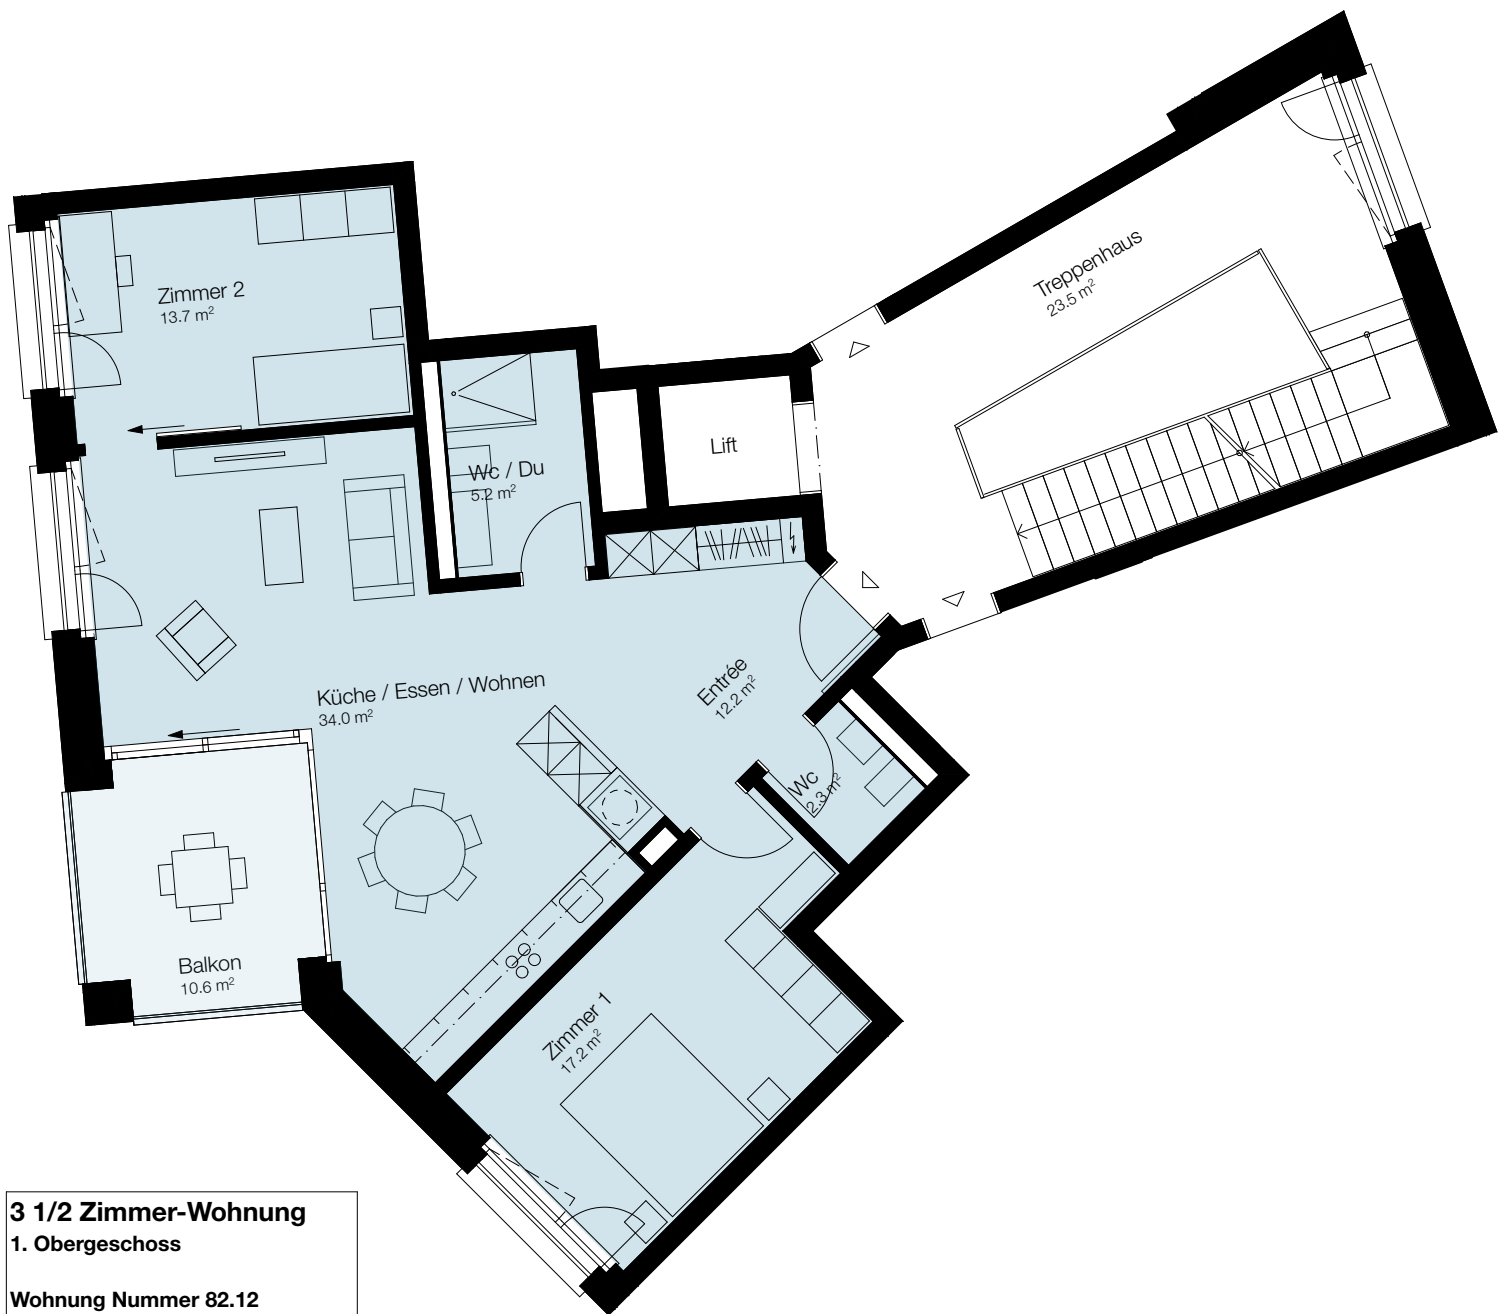 Treppenhaus
23.5 m²
Zimmer 2
13.7 m²
Lift
Wc / Du
5.2 m²
Küche / Essen / Wohnen
34.0 m²
Entrée
12.2 m²
Wc
2.3 m²
Balkon
10.6 m²
Zimmer 1
17.2 m²
3 1/2 Zimmer-Wohnung
1. Obergeschoss
Wohnung Nummer 82.12